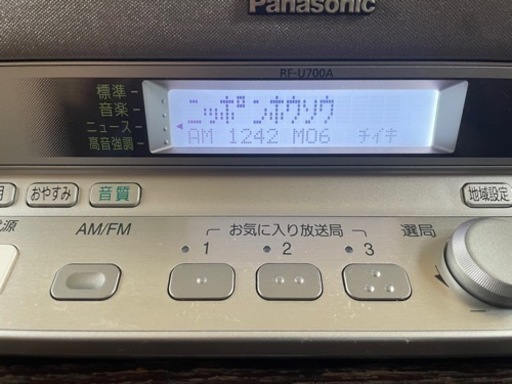 Panasonic
RF-U700A
標準
音楽
ニュース
高音強調
ニッポンホウソウ
AM 1242 M06 チイキ
おやすみ
音質
地域設定
AM/FM
お気に入り放送局
1
2
3
選局